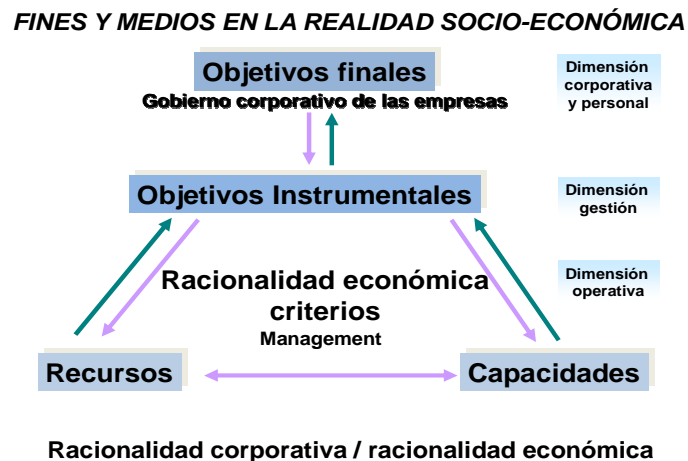 FINES Y MEDIOS EN LA REALIDAD SOCIO-ECONÓMICA
Objetivos finales
Gobierno corporativo de las empresas
Dimensión
corporativa
y personal
Objetivos Instrumentales
Dimensión
gestión
Racionalidad económica
criterios
Management
Dimensión
operativa
Recursos
Capacidades
Racionalidad corporativa / racionalidad económica